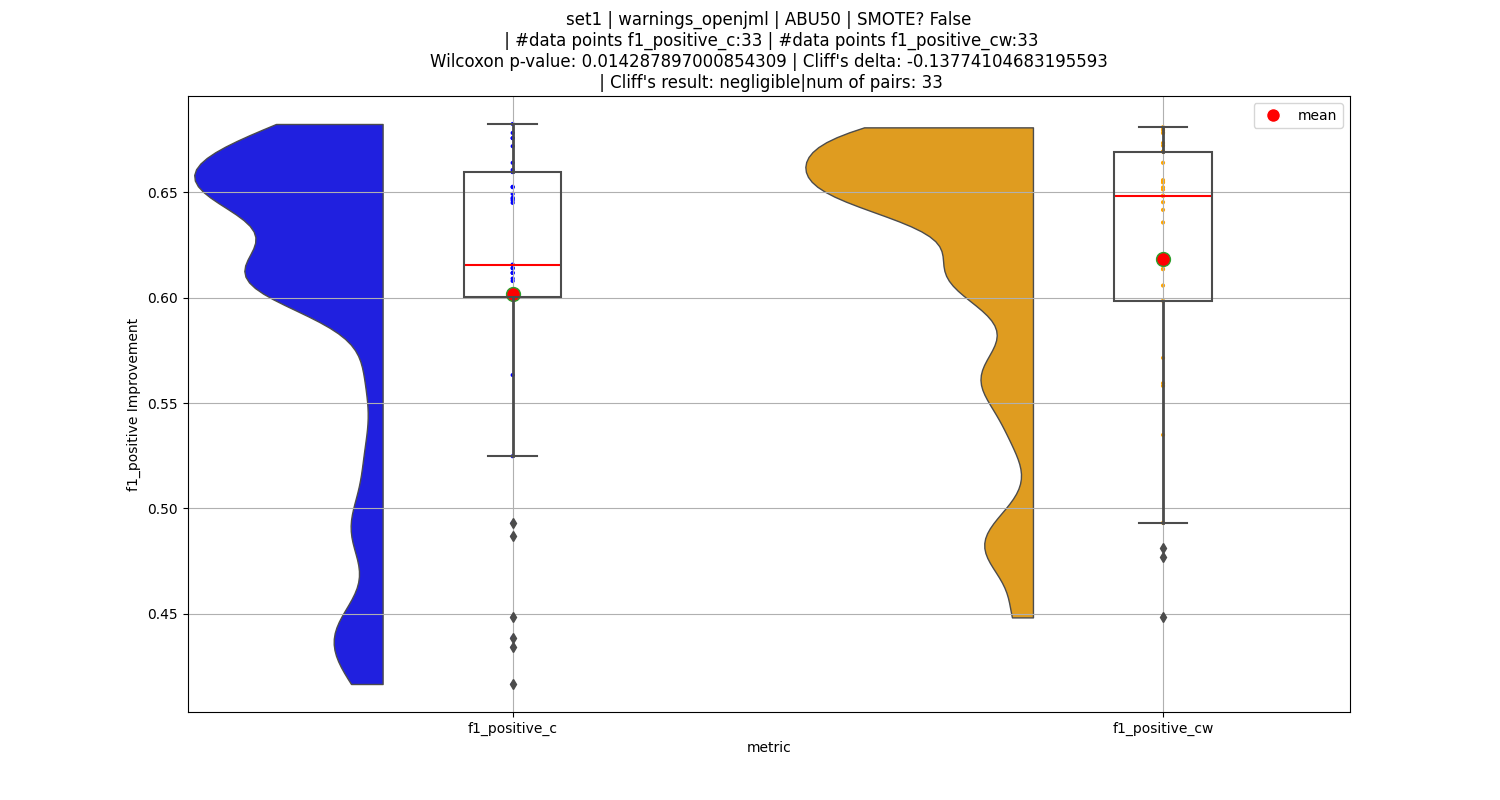 set1 | warnings_openjml | ABU50 | SMOTE? False
| #data points f1_positive_c:33 | #data points f1_positive_cw:33
Wilcoxon p-value: 0.014287897000854309 | Cliff's delta: -0.13774104683195593
| Cliff's result: negligible|num of pairs: 33
mean
f1_positive Improvement
0.65
0.60
0.55
0.50
0.45
f1_positive_c
f1_positive_cw
metric